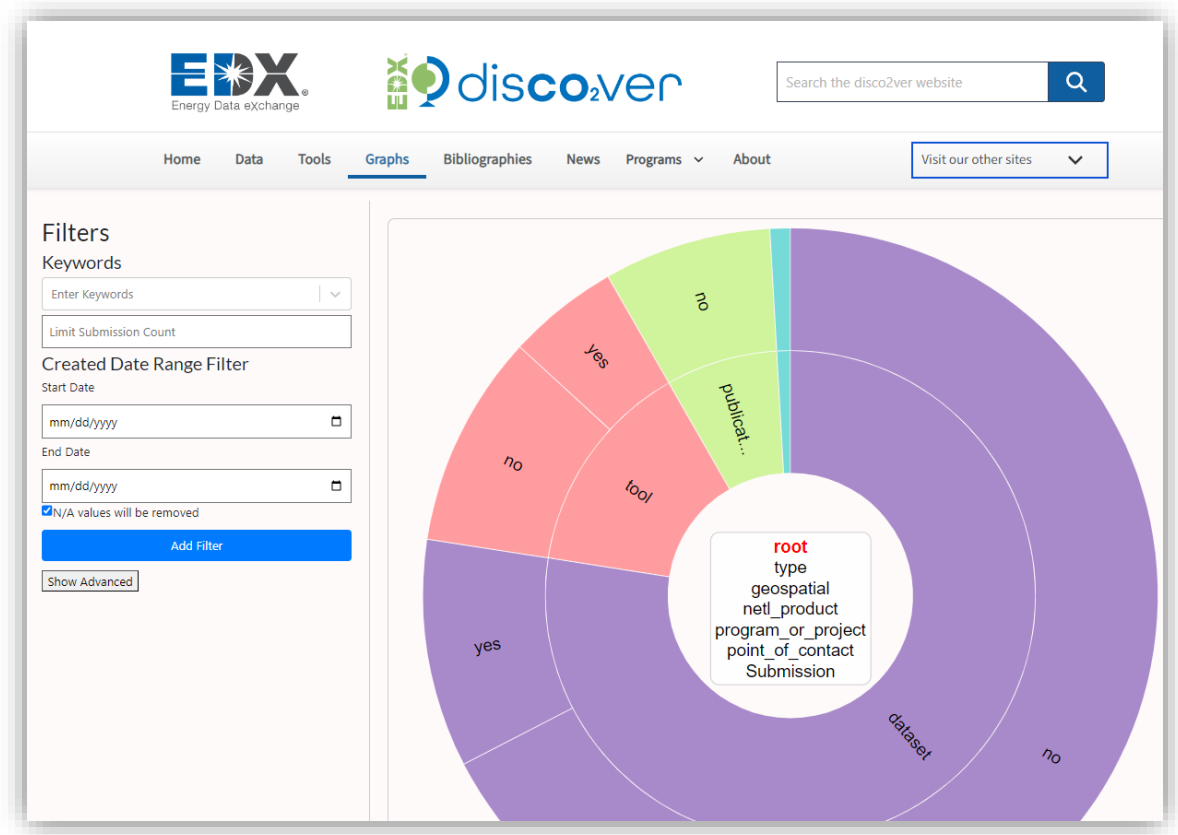 EDX®
Energy Data eXchange
EDX disco2ver
Search the disco2ver website
Home Data Tools Graphs Bibliographies News Programs About
Visit our other sites
Filters
Keywords
Enter Keywords
Limit Submission Count
Created Date Range Filter
Start Date
mm/dd/yyyy
End Date
mm/dd/yyyy
N/A values will be removed
Add Filter
Show Advanced
no
yes
publicat...
no
tool
root
type
geospatial
netl_product
program_or_project
point_of_contact
Submission
yes
dataset
no